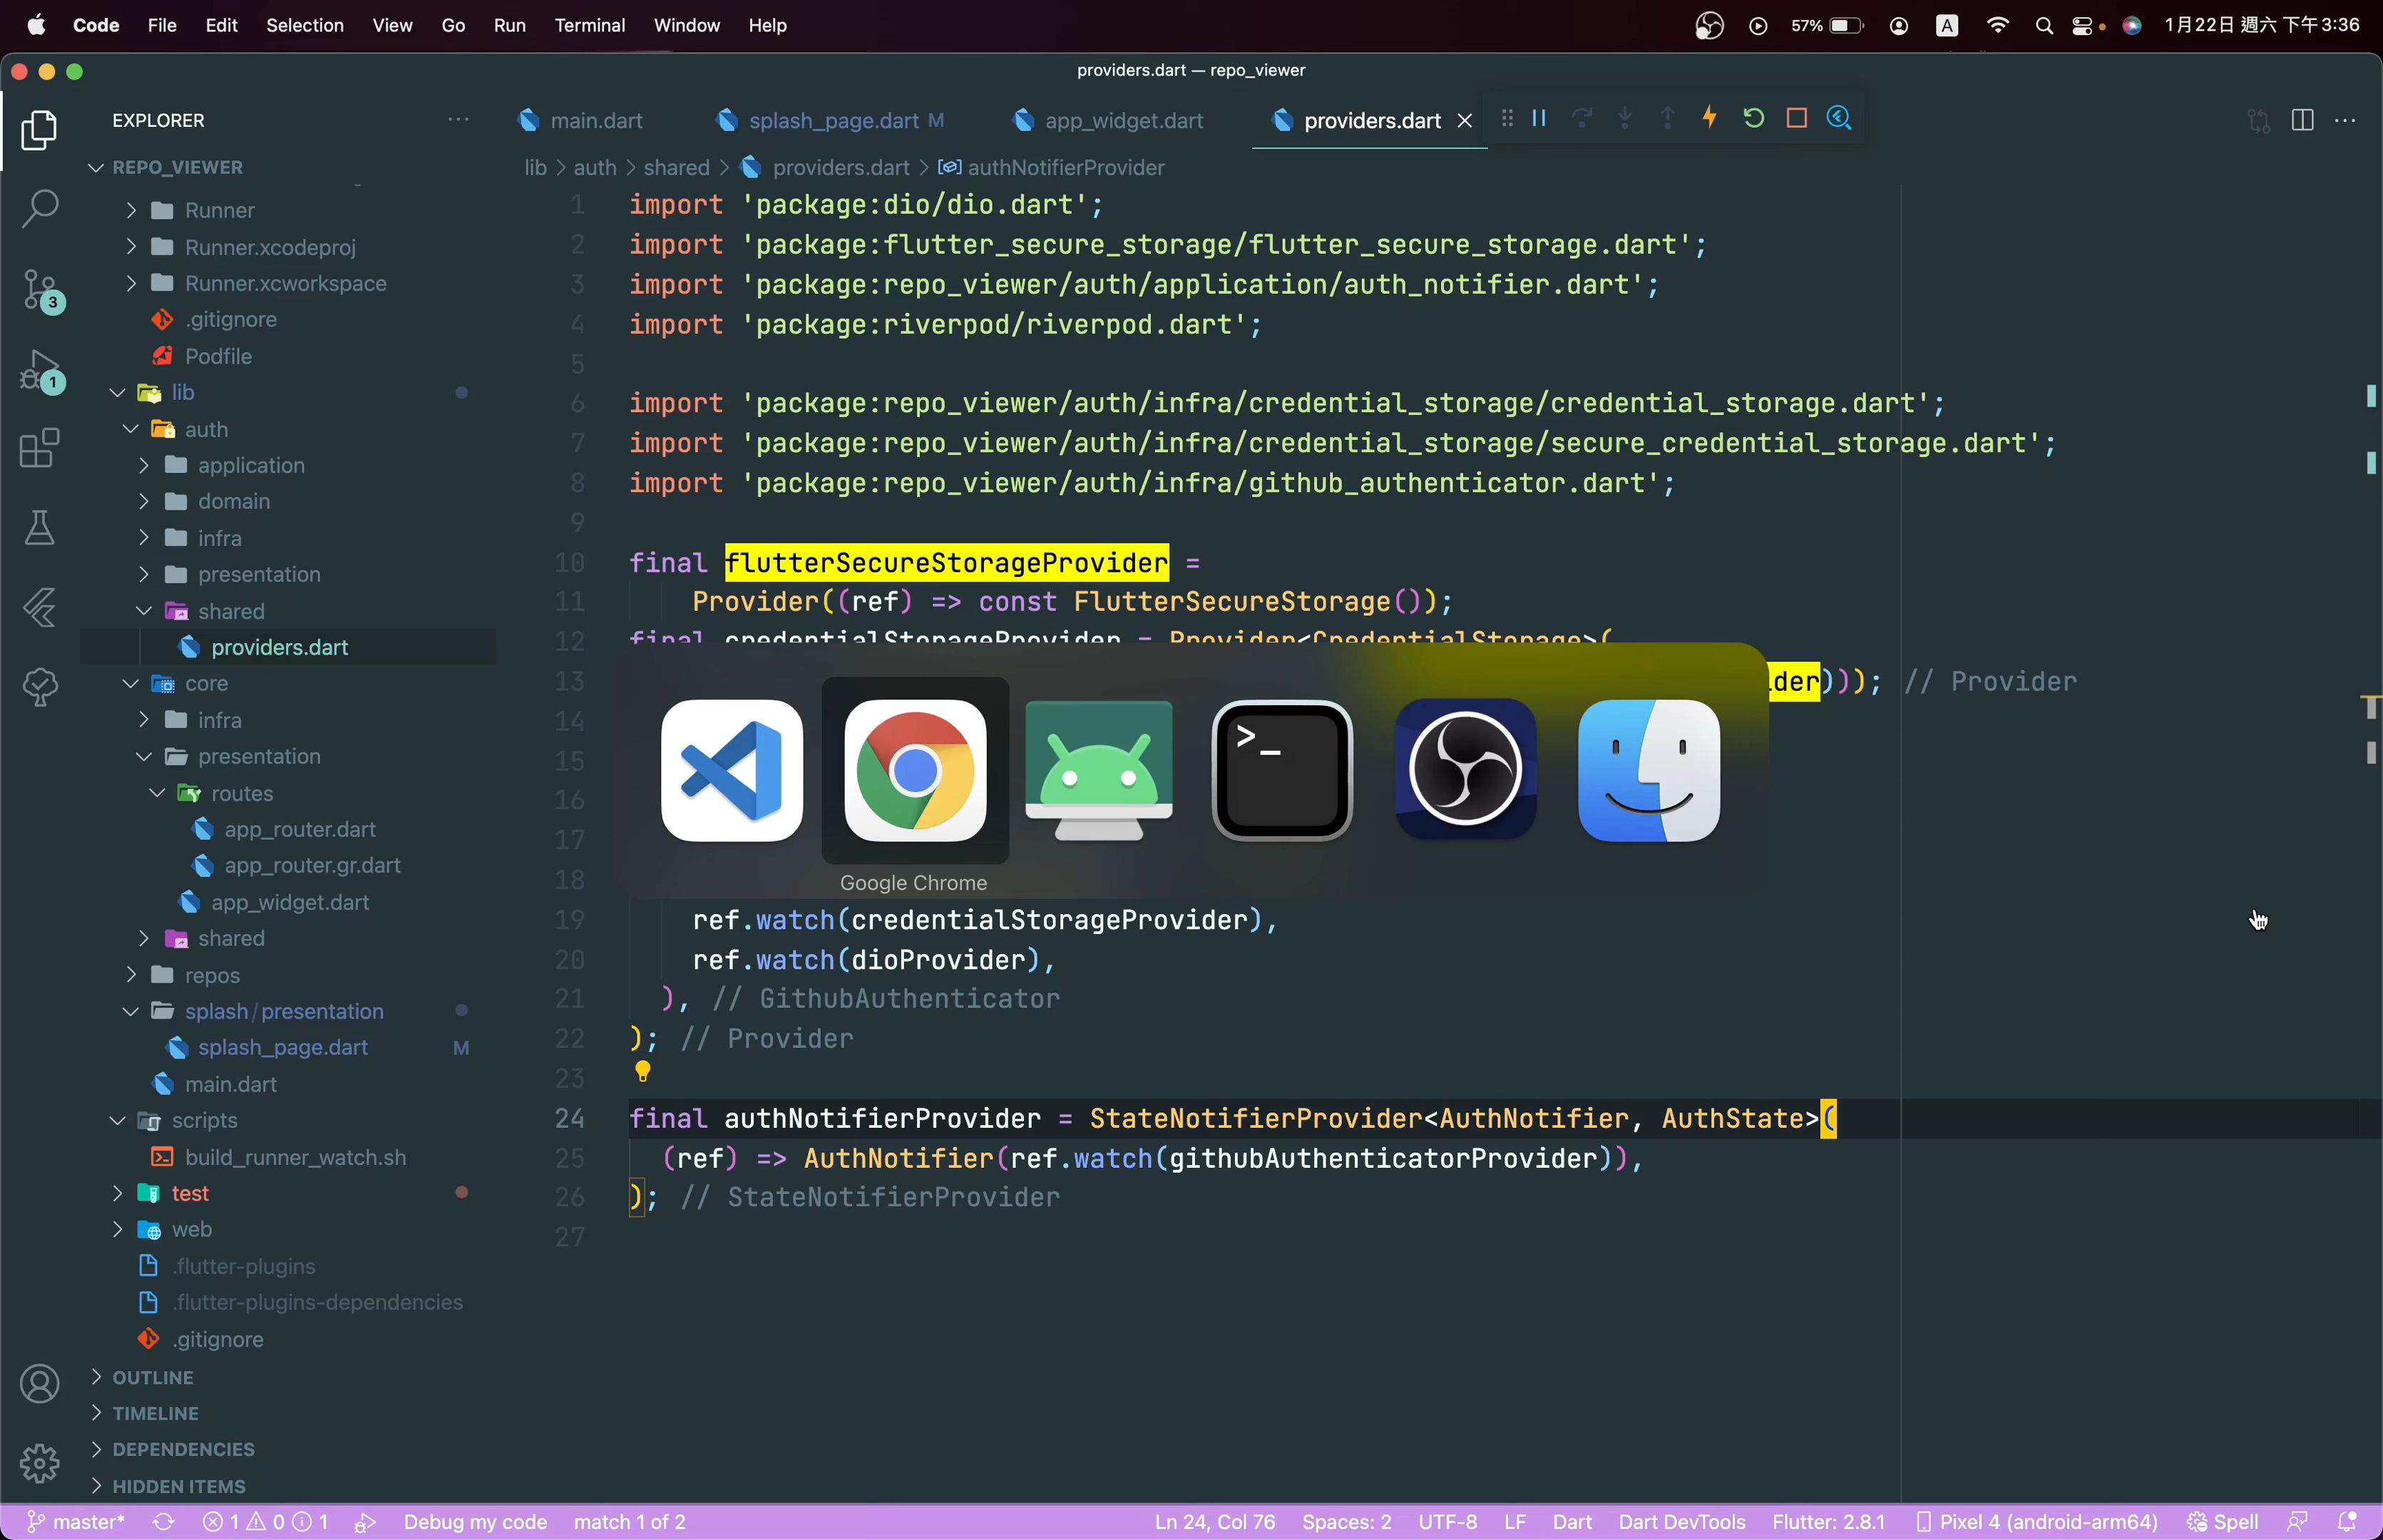 Code File Edit Selection View Go Run Terminal Window Help 57% A 1月22日 週六 下午3:36
providers.dart — repo_viewer
EXPLORER
main.dart splash_page.dart M app_widget.dart providers.dart
REPO_VIEWER
lib > auth > shared > providers.dart > authNotifierProvider
Runner
Runner.xcodeproj
Runner.xcworkspace
.gitignore
Podfile
lib
auth
application
domain
infra
presentation
shared
providers.dart
core
infra
presentation
routes
app_router.dart
app_router.gr.dart
app_widget.dart
shared
repos
splash/presentation
splash_page.dart M
main.dart
scripts
build_runner_watch.sh
test
web
.flutter-plugins
.flutter-plugins-dependencies
.gitignore
OUTLINE
TIMELINE
DEPENDENCIES
HIDDEN ITEMS
3
1
1 import 'package:dio/dio.dart';
2 import 'package:flutter_secure_storage/flutter_secure_storage.dart';
3 import 'package:repo_viewer/auth/application/auth_notifier.dart';
4 import 'package:riverpod/riverpod.dart';
5
6 import 'package:repo_viewer/auth/infra/credential_storage/credential_storage.dart';
7 import 'package:repo_viewer/auth/infra/credential_storage/secure_credential_storage.dart';
8 import 'package:repo_viewer/auth/infra/github_authenticator.dart';
9
10 final flutterSecureStorageProvider =
11 Provider((ref) => const FlutterSecureStorage());
12 final credentialStorageProvider = Provider<CredentialStorage>(
13 ider))); // Provider
14
15
16
17
18
Google Chrome
19 ref.watch(credentialStorageProvider),
20 ref.watch(dioProvider),
21 ), // GithubAuthenticator
22 ); // Provider
23
24 final authNotifierProvider = StateNotifierProvider<AuthNotifier, AuthState>(
25 (ref) => AuthNotifier(ref.watch(githubAuthenticatorProvider)),
26 ); // StateNotifierProvider
27
master* 1 0 1 Debug my code match 1 of 2 Ln 24, Col 76 Spaces: 2 UTF-8 LF Dart Dart DevTools Flutter: 2.8.1 Pixel 4 (android-arm64) Spell